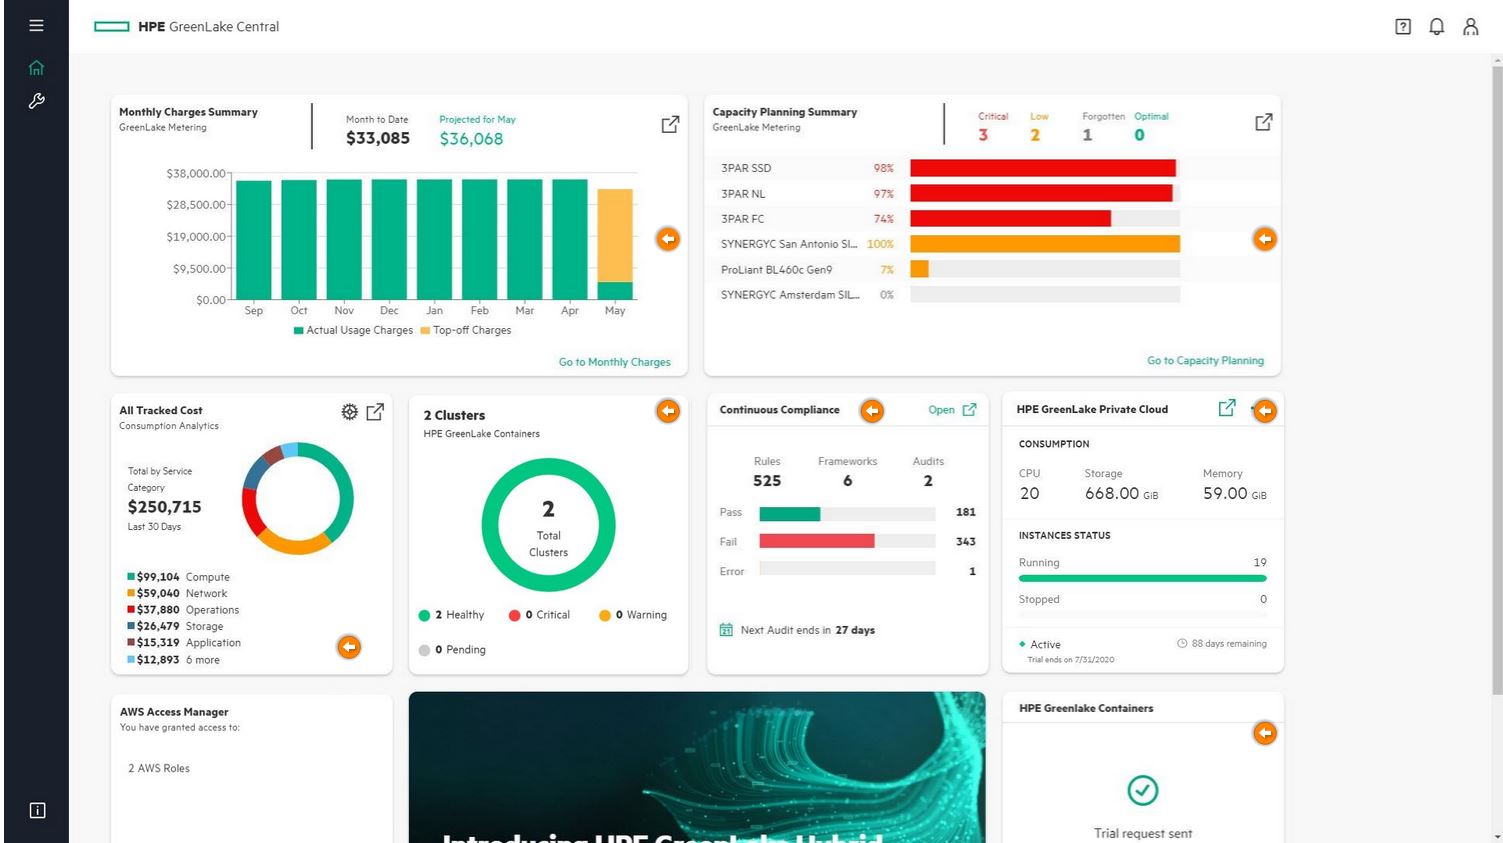 HPE GreenLake Central
Monthly Charges Summary
GreenLake Metering
Month to Date
$33,085
Projected for May
$36,068
$38,000.00
$28,500.00
$19,000.00
$9,500.00
$0.00
Sep Oct Nov Dec Jan Feb Mar Apr May
Actual Usage Charges Top-off Charges
Go to Monthly Charges
Capacity Planning Summary
GreenLake Metering
Critical Low Forgotten Optimal
3 2 1 0
3PAR SSD 98%
3PAR NL 97%
3PAR FC 74%
SYNERGYC San Antonio SI... 100%
ProLiant BL460c Gen9 7%
SYNERGYC Amsterdam SIL... 0%
Go to Capacity Planning
All Tracked Cost
Consumption Analytics
Total by Service
Category
$250,715
Last 30 Days
$99,104 Compute
$59,040 Network
$37,880 Operations
$26,479 Storage
$15,319 Application
$12,893 6 more
2 Clusters
HPE GreenLake Containers
2
Total
Clusters
2 Healthy 0 Critical 0 Warning
0 Pending
Continuous Compliance Open
Rules Frameworks Audits
525 6 2
Pass 181
Fail 343
Error 1
21 Next Audit ends in 27 days
HPE GreenLake Private Cloud
CONSUMPTION
CPU Storage Memory
20 668.00 GiB 59.00 GiB
INSTANCES STATUS
Running 19
Stopped 0
Active 88 days remaining
Trial ends on 7/31/2020
AWS Access Manager
You have granted access to:
2 AWS Roles
Introducing HPE GreenLake Hybrid
HPE Greenlake Containers
Trial request sent